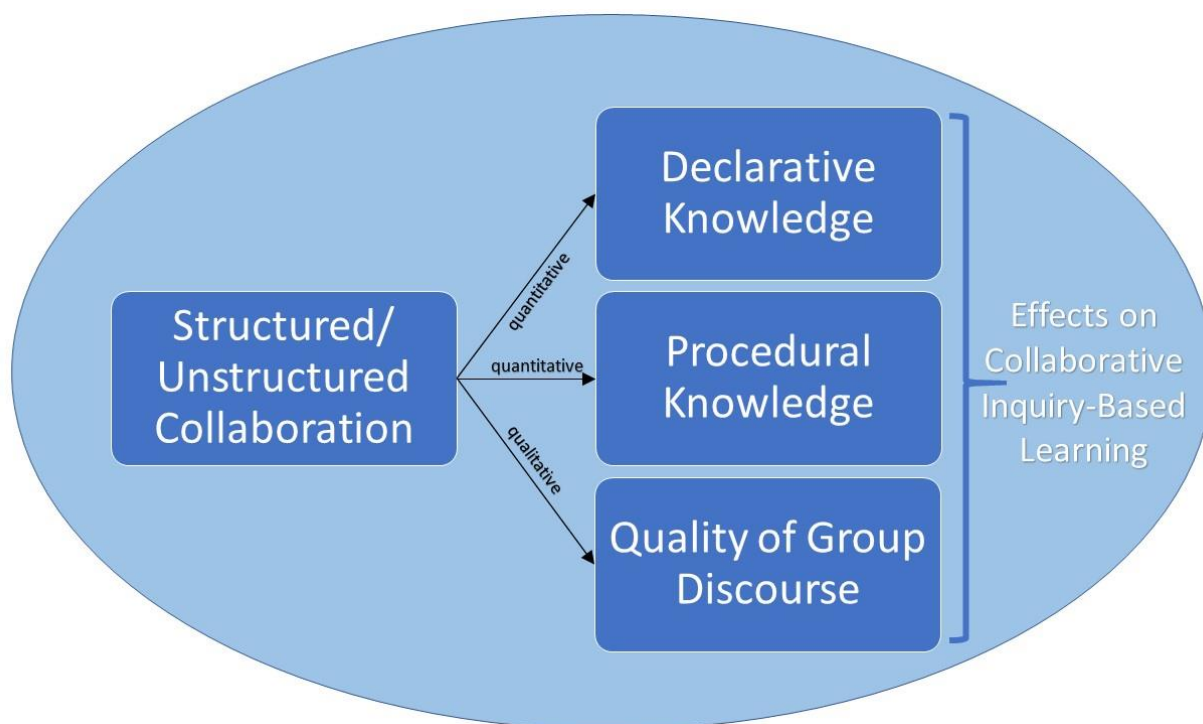 Structured/
Unstructured
Collaboration
quantitative
quantitative
qualitative
Declarative
Knowledge
Procedural
Knowledge
Quality of Group
Discourse
Effects on
Collaborative
Inquiry-Based
Learning